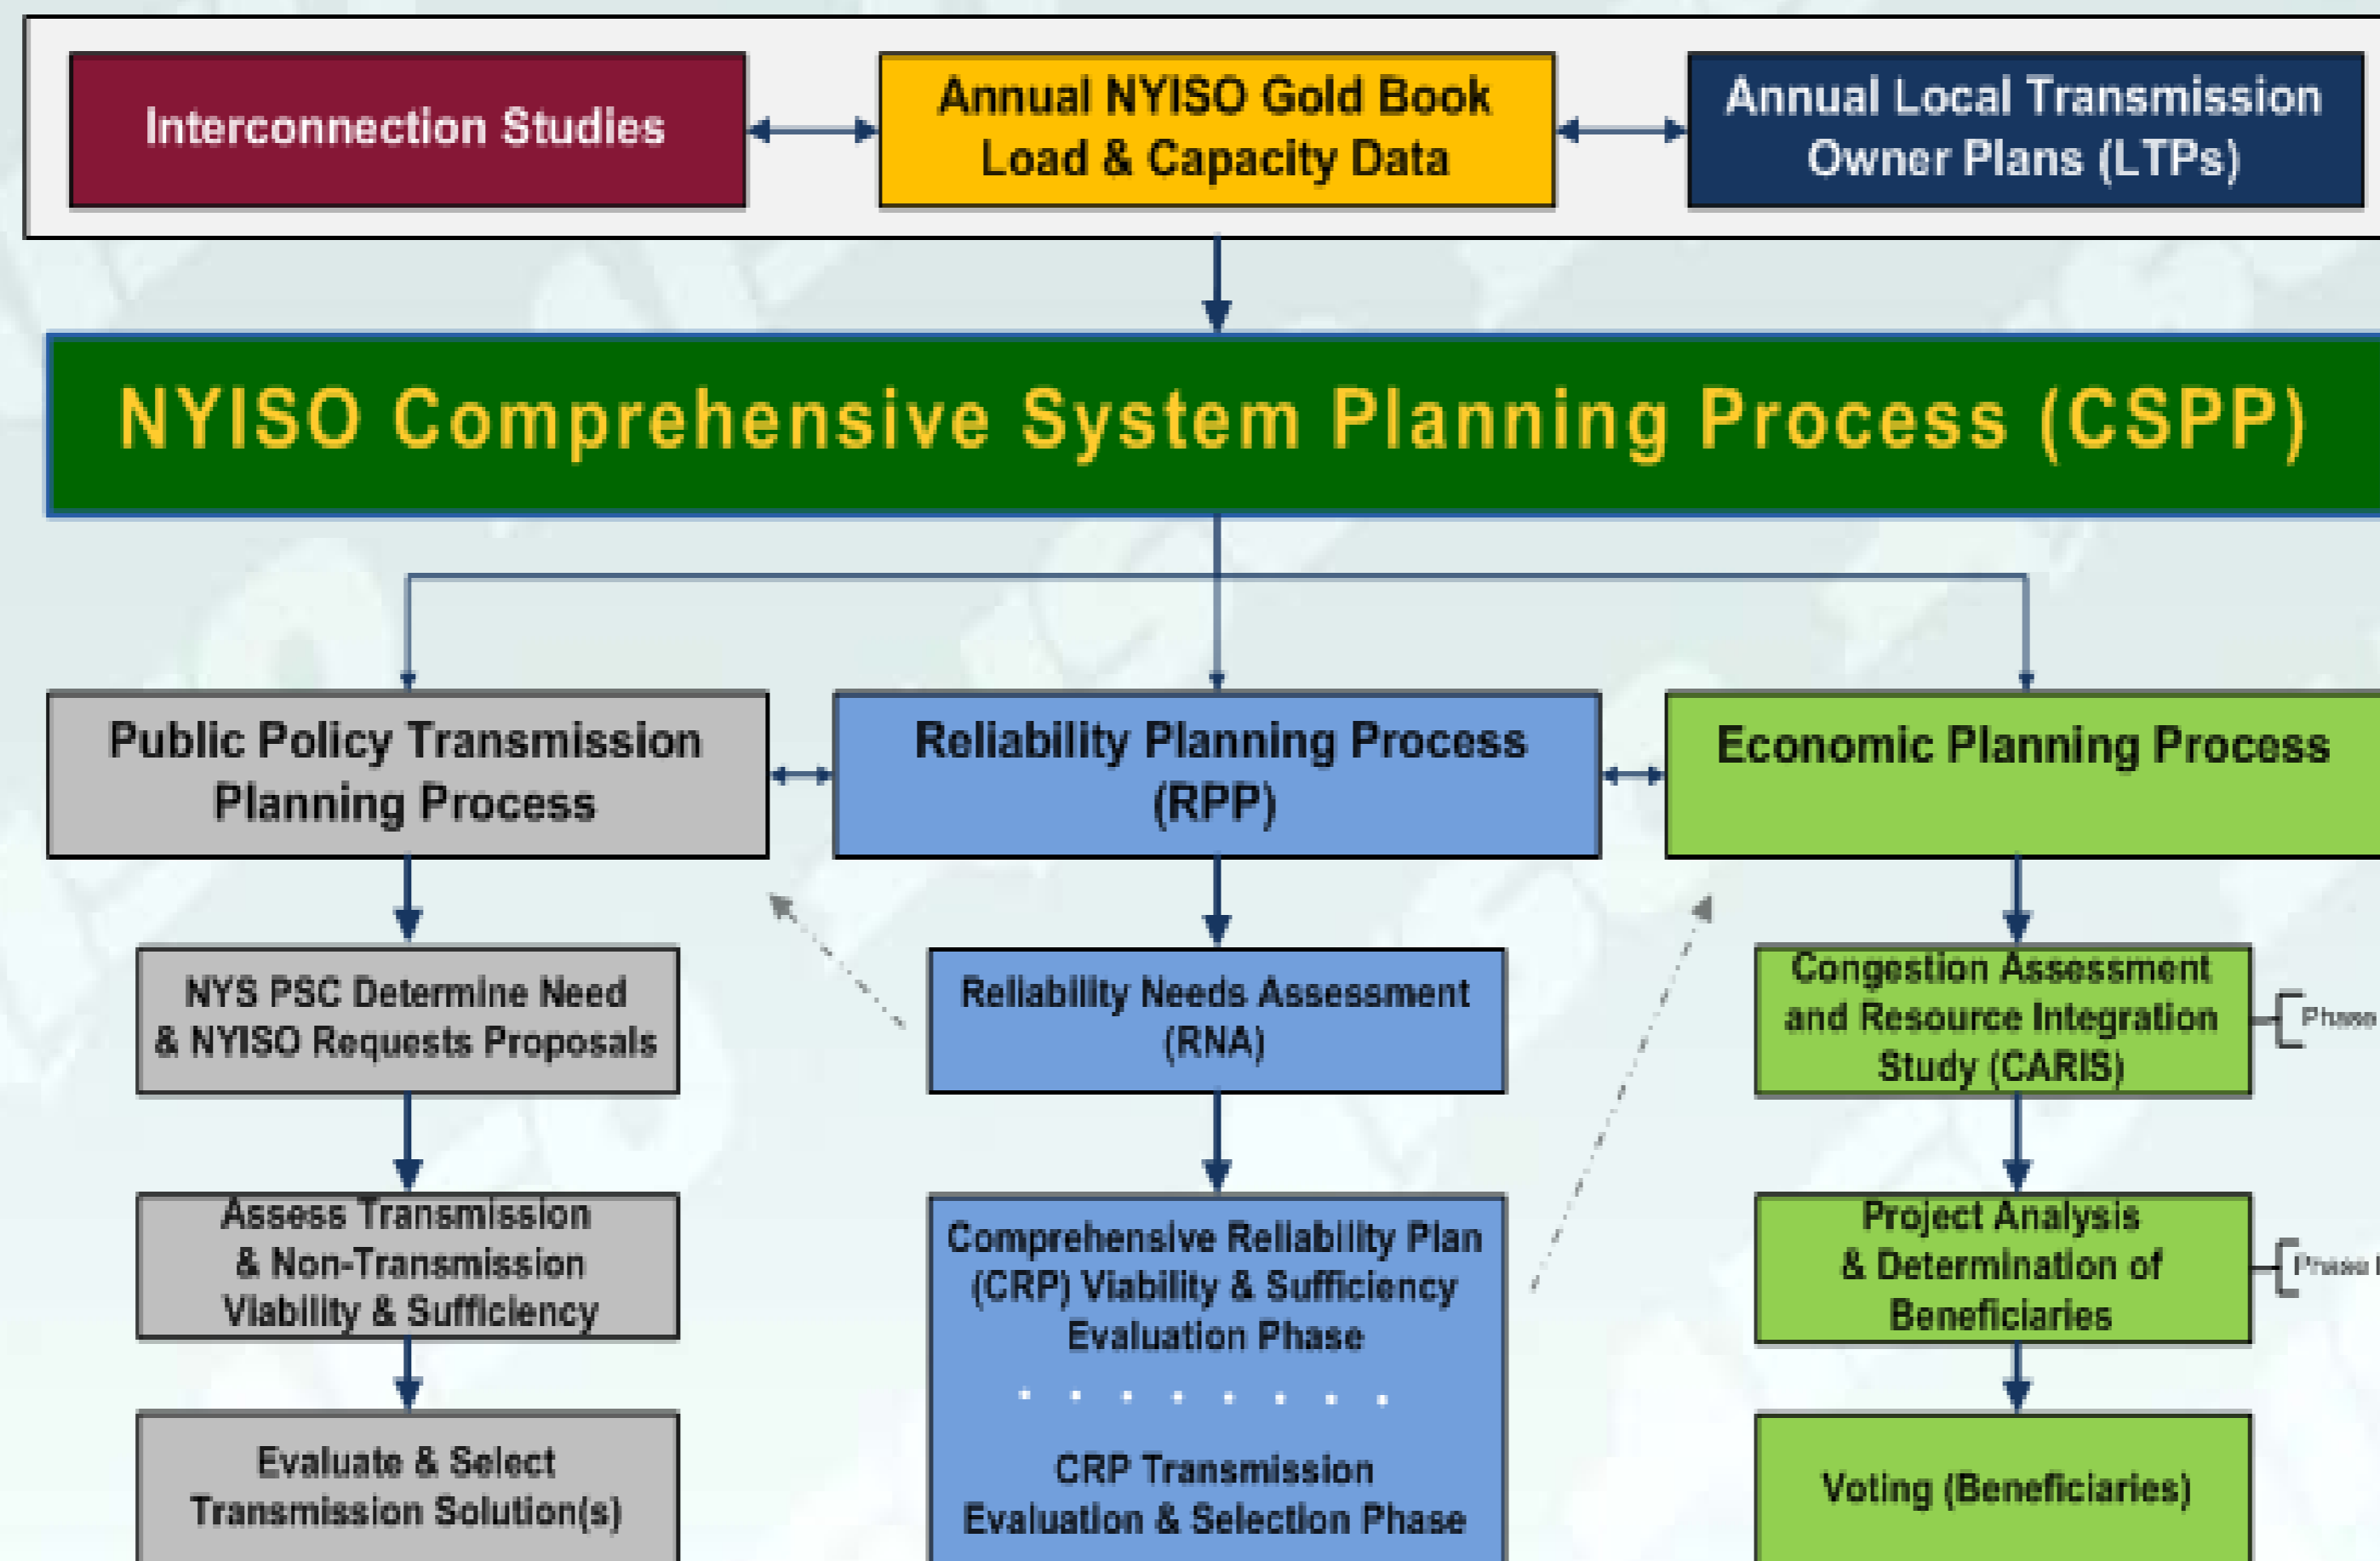 Interconnection Studies
Annual NYISO Gold Book
Load & Capacity Data
Annual Local Transmission
Owner Plans (LTPs)
NYISO Comprehensive System Planning Process (CSPP)
Public Policy Transmission
Planning Process
Reliability Planning Process
(RPP)
Economic Planning Process
NYS PSC Determine Need
& NYISO Requests Proposals
Reliability Needs Assessment
(RNA)
Congestion Assessment
and Resource Integration
Study (CARIS)
Phase
Assess Transmission
& Non-Transmission
Viability & Sufficiency
Comprehensive Reliability Plan
(CRP) Viability & Sufficiency
Evaluation Phase
CRP Transmission
Evaluation & Selection Phase
Project Analysis
& Determination of
Beneficiaries
Phase
Evaluate & Select
Transmission Solution(s)
Voting (Beneficiaries)